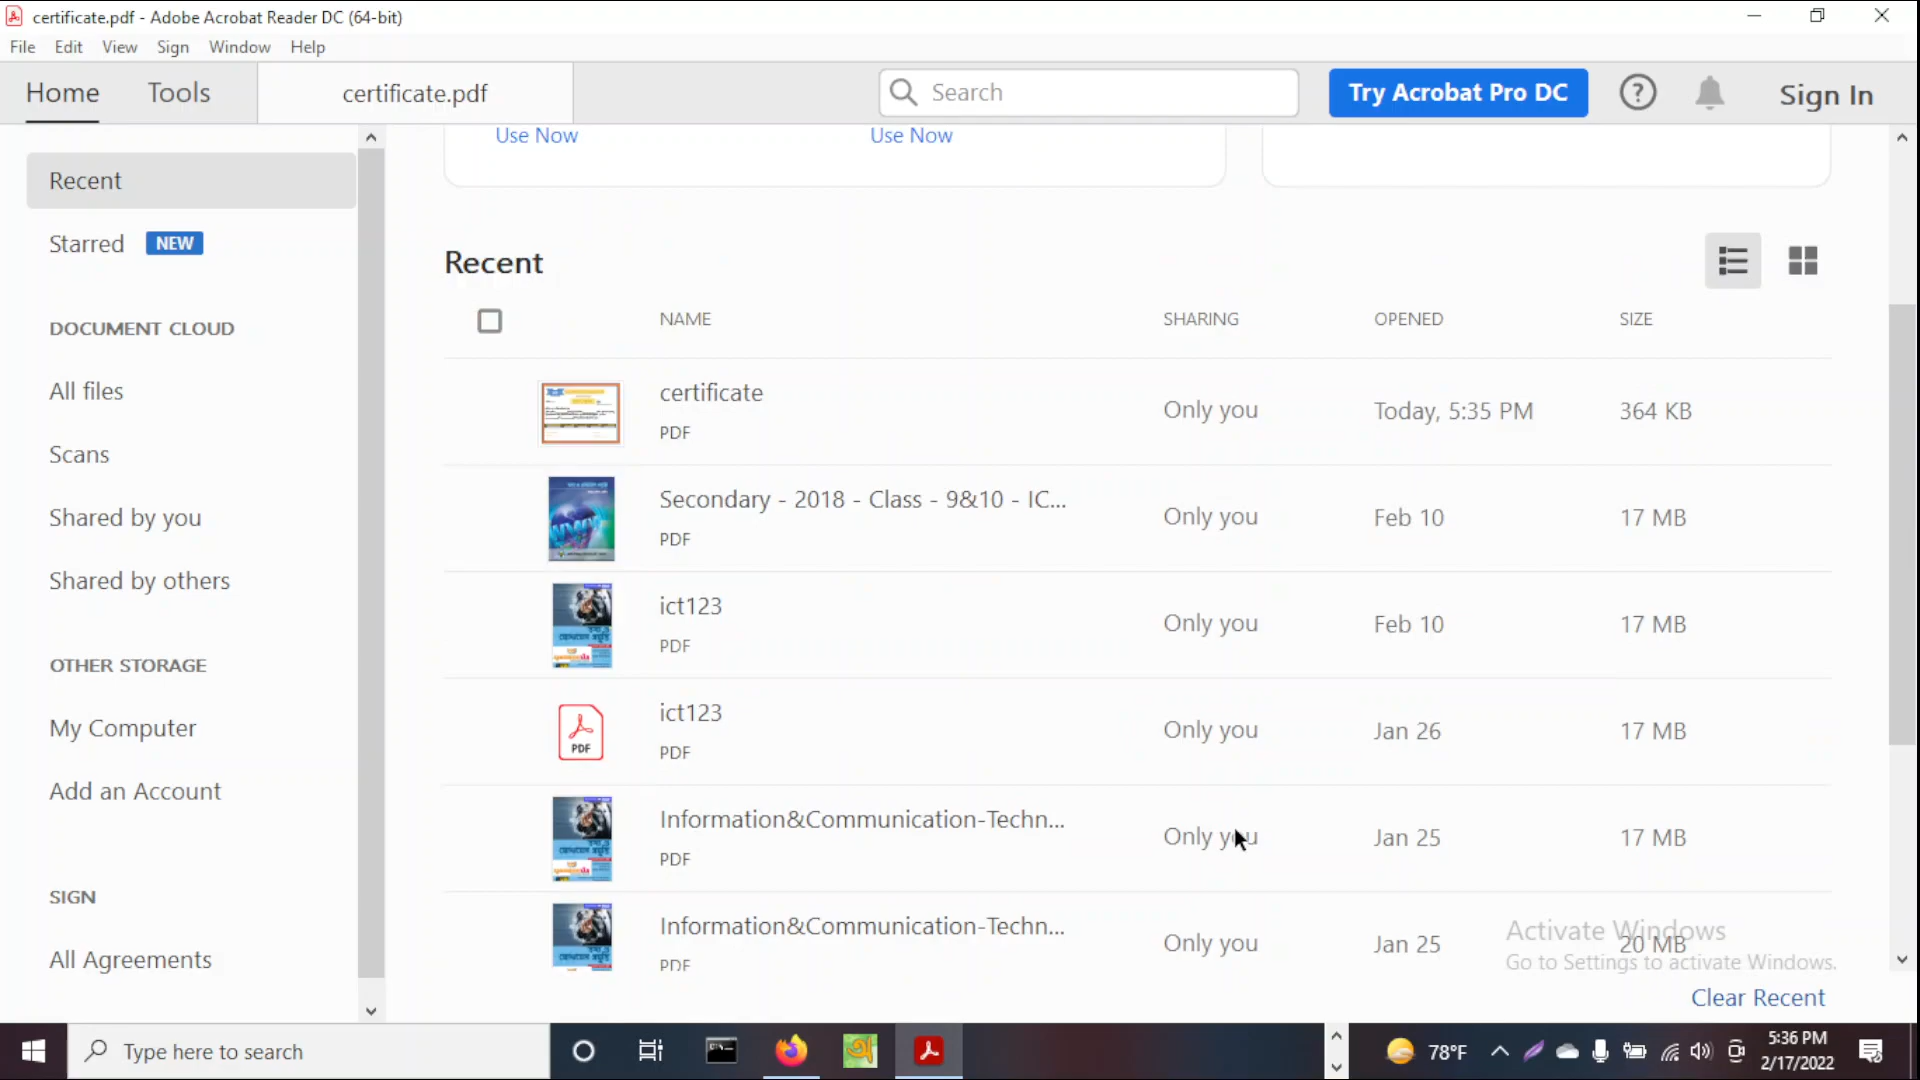 certificate.pdf - Adobe Acrobat Reader DC (64-bit)
File Edit View Sign Window Help
Home Tools certificate.pdf Search Try Acrobat Pro DC Sign In
Use Now Use Now
Recent
Starred NEW
DOCUMENT CLOUD
All files
Scans
Shared by you
Shared by others
OTHER STORAGE
My Computer
Add an Account
SIGN
All Agreements
Recent
NAME SHARING OPENED SIZE
certificate
PDF
Only you Today, 5:35 PM 364 KB
Secondary - 2018 - Class - 9&10 - IC...
PDF
Only you Feb 10 17 MB
ict123
PDF
Only you Feb 10 17 MB
ict123
PDF
PDF
Only you Jan 26 17 MB
Information&Communication-Techn...
PDF
Only you Jan 25 17 MB
Information&Communication-Techn...
PDF
Only you Jan 25 20 MB
Activate Windows
Go to Settings to activate Windows.
Clear Recent
Type here to search
78°F
5:36 PM
2/17/2022